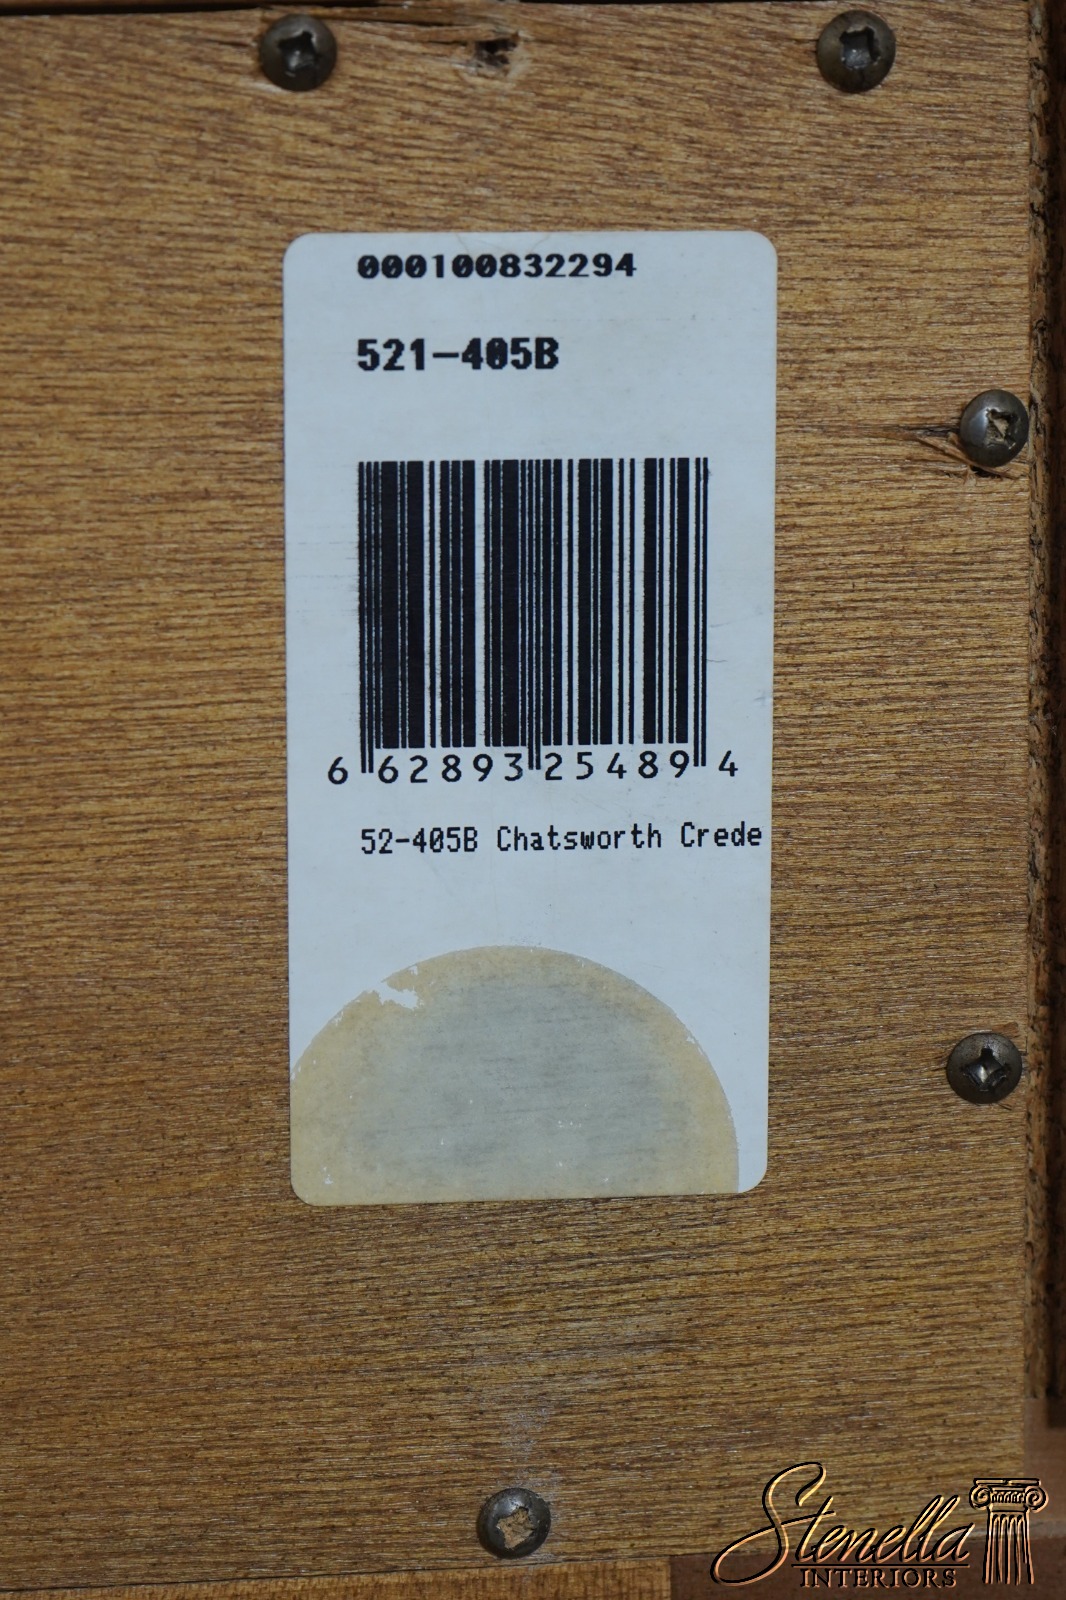 000100832294
521-405B
6 62893 25489 4
52-405B Chatsworth Crede
Stenella
INTERIORS